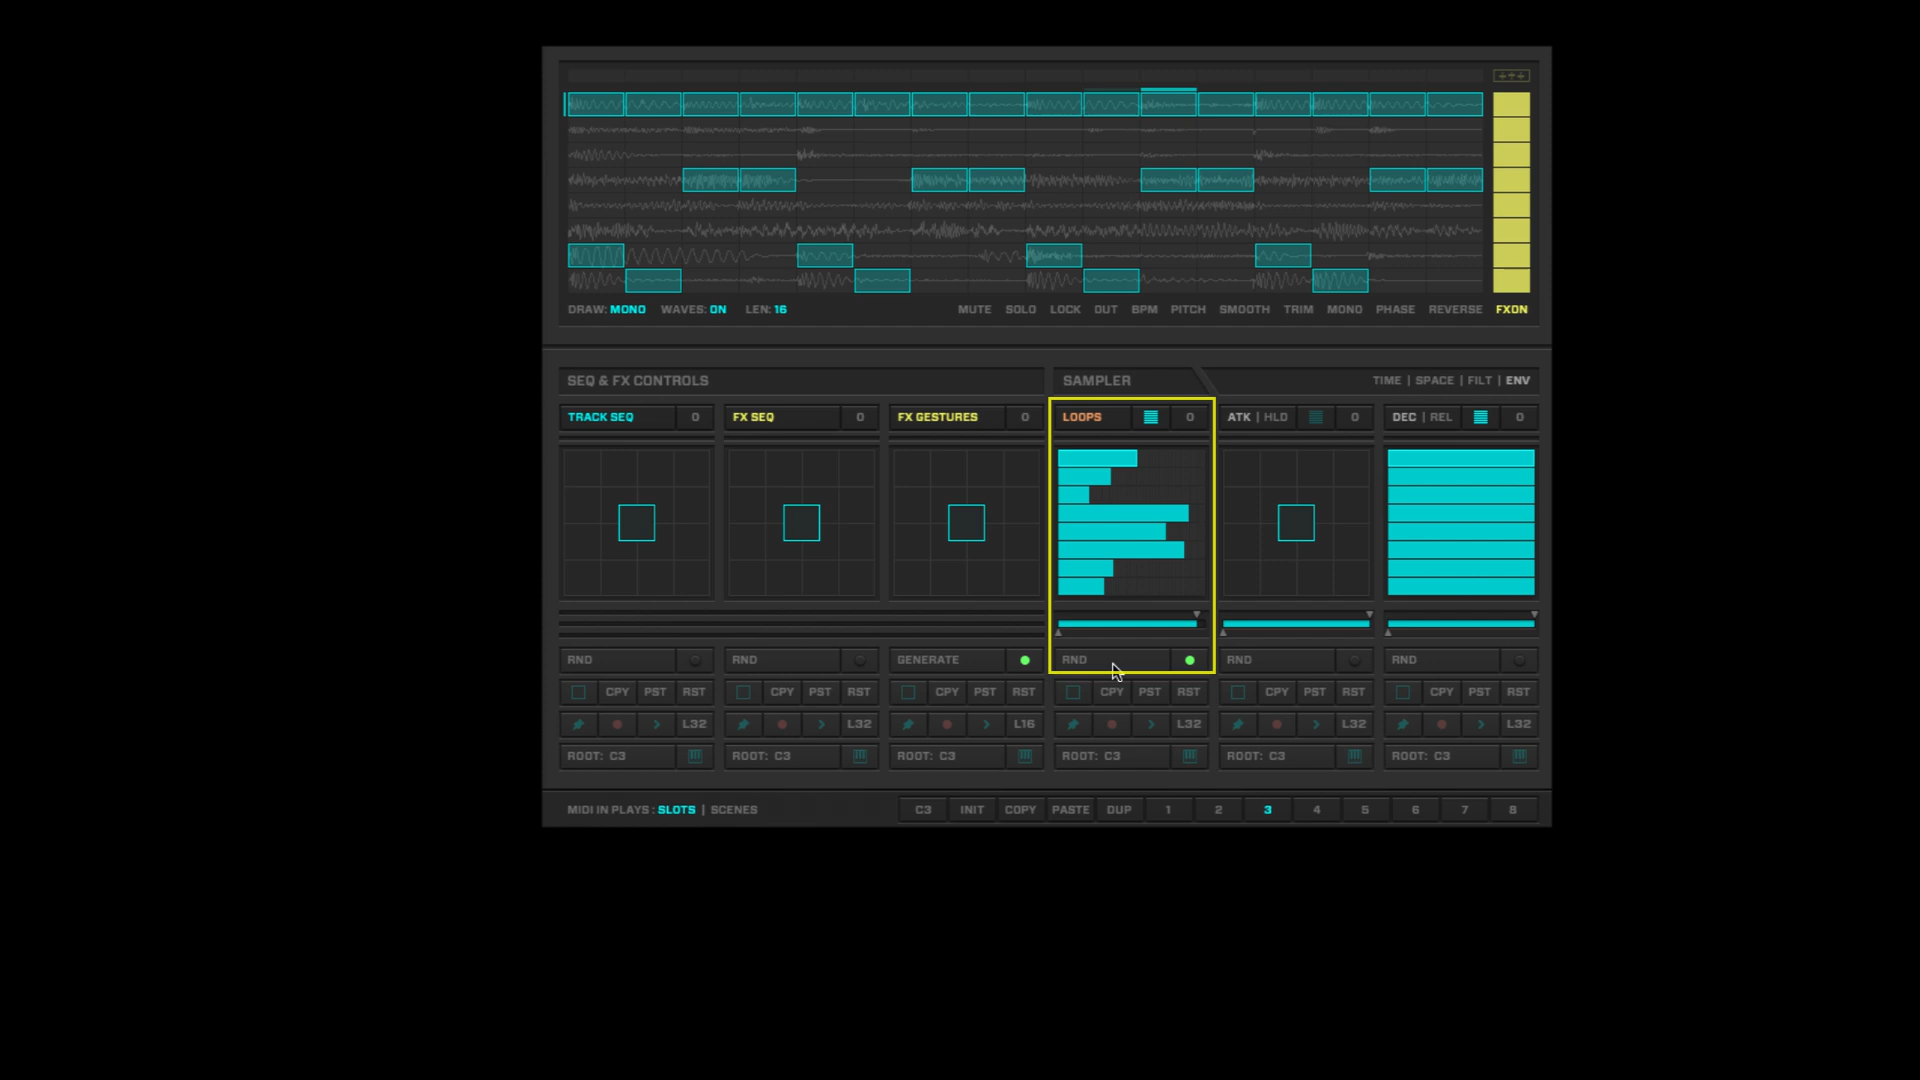 DRAW: MONO WAVES: ON LEN: 16 MUTE SOLO LOCK OUT BPM PITCH SMOOTH TRIM MONO PHASE REVERSE FXON
SEQ & FX CONTROLS SAMPLER TIME | SPACE | FILT | ENV
TRACK SEQ 0 FX SEQ 0 FX GESTURES 0 LOOPS 0 ATK | HLD 0 DEC | REL 0
RND RND GENERATE RND RND RND
CPY PST RST CPY PST RST CPY PST RST CPY PST RST CPY PST RST CPY PST RST
L32 L32 L16 L32 L32 L32
ROOT: C3 ROOT: C3 ROOT: C3 ROOT: C3 ROOT: C3 ROOT: C3
MIDI IN PLAYS : SLOTS | SCENES C3 INIT COPY PASTE DUP 1 2 3 4 5 6 7 8